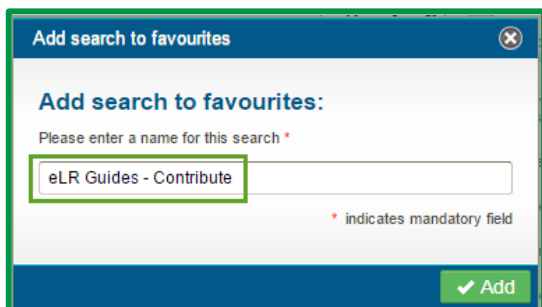 Add search to favourites
Add search to favourites:
Please enter a name for this search *
eLR Guides - Contribute
* indicates mandatory field
Add